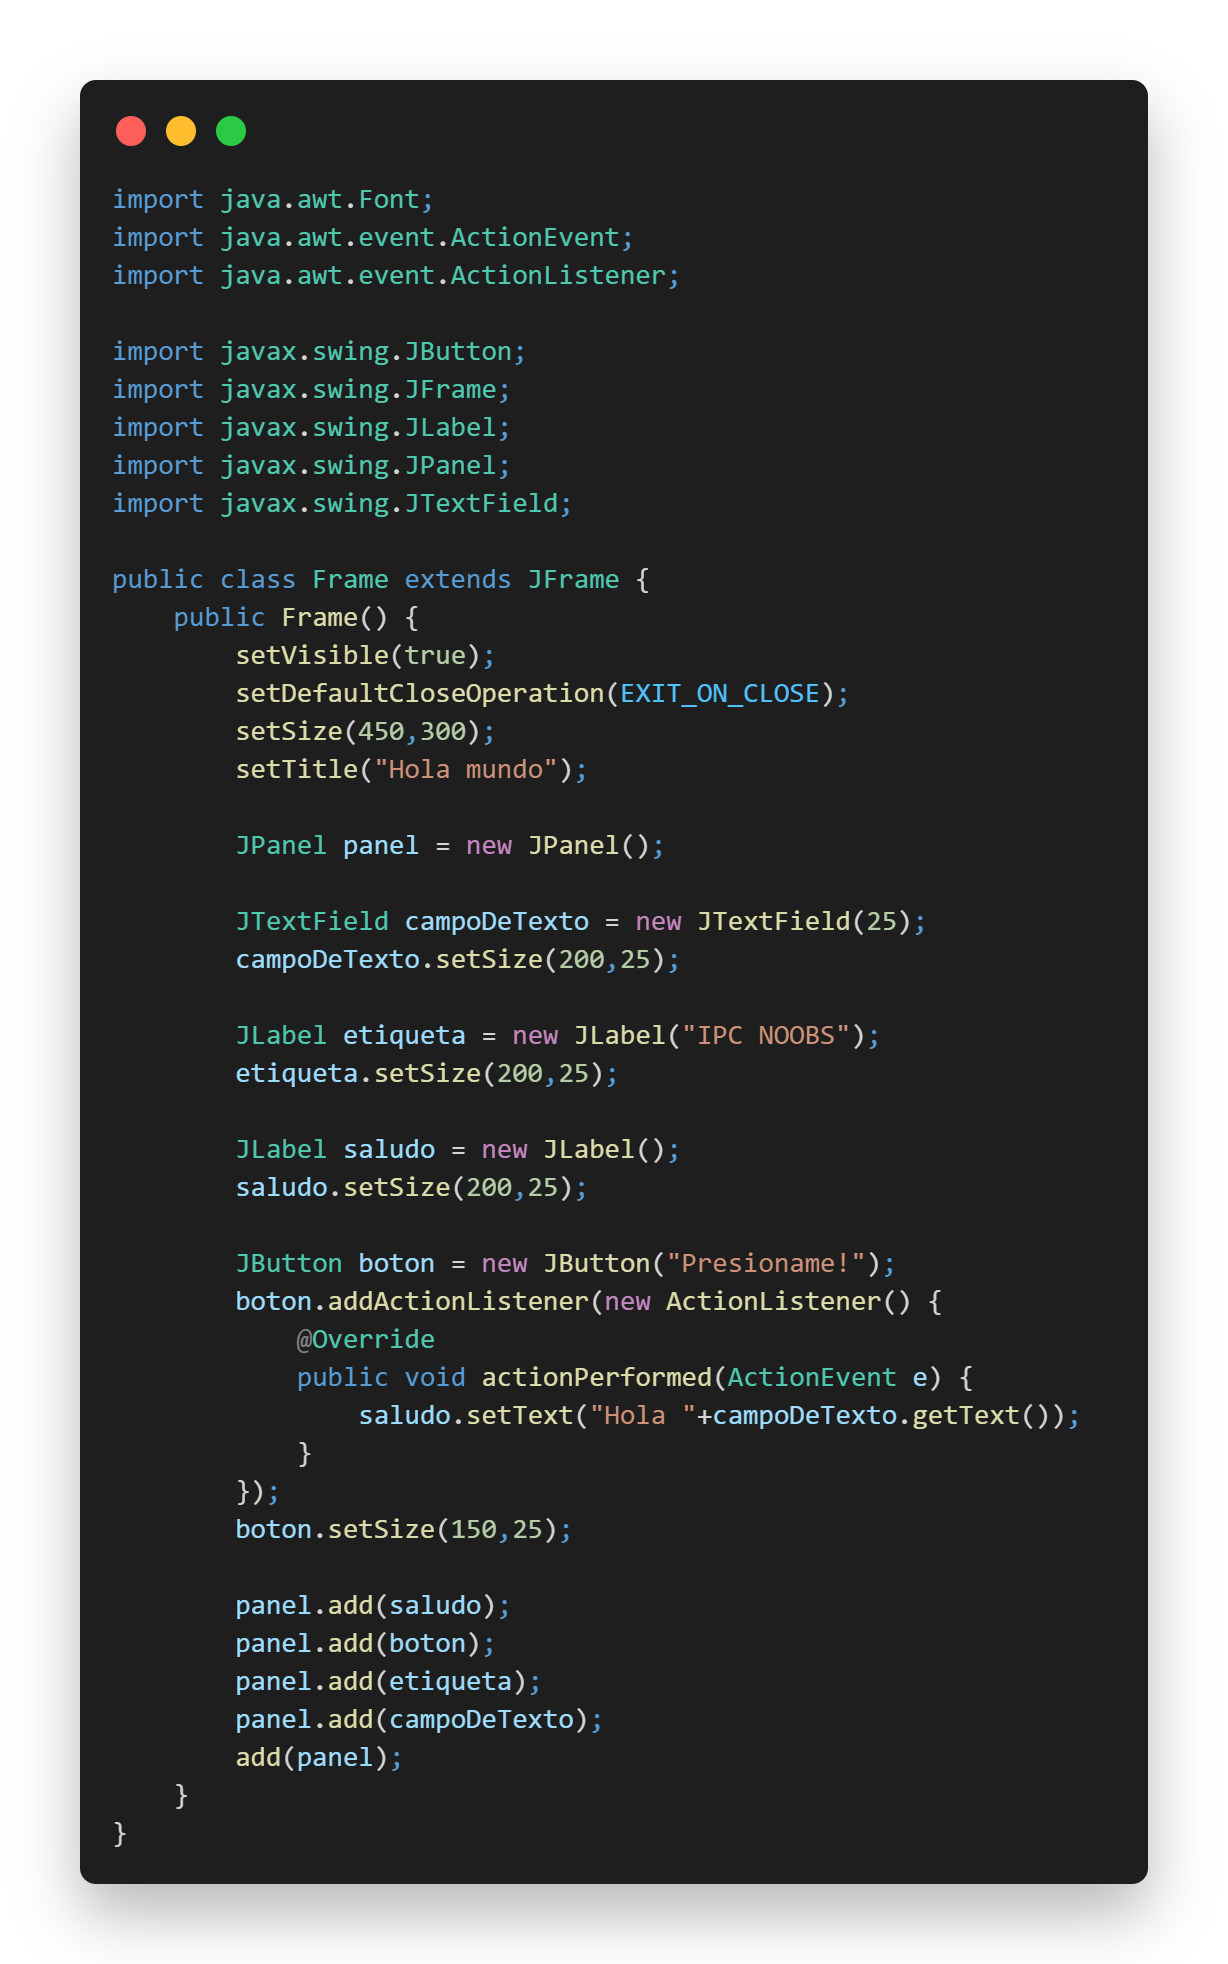 import java.awt.Font;
import java.awt.event.ActionEvent;
import java.awt.event.ActionListener;

import javax.swing.JButton;
import javax.swing.JFrame;
import javax.swing.JLabel;
import javax.swing.JPanel;
import javax.swing.JTextField;

public class Frame extends JFrame {
    public Frame() {
        setVisible(true);
        setDefaultCloseOperation(EXIT_ON_CLOSE);
        setSize(450,300);
        setTitle("Hola mundo");

        JPanel panel = new JPanel();

        JTextField campoDeTexto = new JTextField(25);
        campoDeTexto.setSize(200,25);

        JLabel etiqueta = new JLabel("IPC NOOBS");
        etiqueta.setSize(200,25);

        JLabel saludo = new JLabel();
        saludo.setSize(200,25);

        JButton boton = new JButton("Presioname!");
        boton.addActionListener(new ActionListener() {
            @Override
            public void actionPerformed(ActionEvent e) {
                saludo.setText("Hola "+campoDeTexto.getText());
            }
        });
        boton.setSize(150,25);

        panel.add(saludo);
        panel.add(boton);
        panel.add(etiqueta);
        panel.add(campoDeTexto);
        add(panel);
    }
}